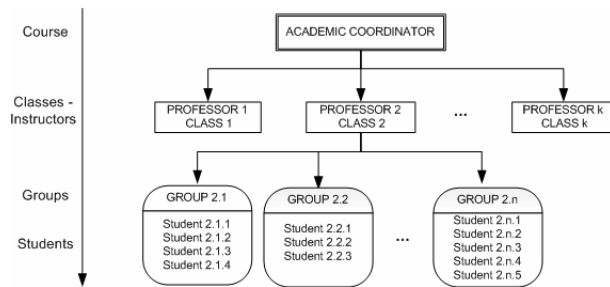 Course
ACADEMIC COORDINATOR
Classes -
Instructors
PROFESSOR 1
CLASS 1
PROFESSOR 2
CLASS 2
...
PROFESSOR k
CLASS k
Groups
Students
GROUP 2.1
Student 2.1.1
Student 2.1.2
Student 2.1.3
Student 2.1.4
GROUP 2.2
Student 2.2.1
Student 2.2.2
Student 2.2.3
...
GROUP 2.n
Student 2.n.1
Student 2.n.2
Student 2.n.3
Student 2.n.4
Student 2.n.5